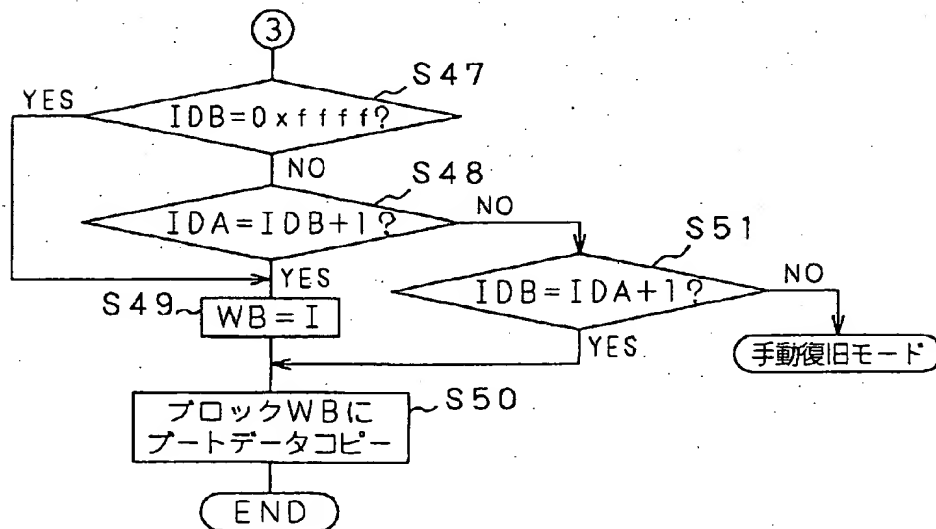 3
S47
YES
IDB=0xffff?
NO
S48
IDA=IDB+1?
NO
S51
YES
IDB=IDA+1?
NO
S49
WB=I
YES
手動復旧モード
ブロックWBに
ブートデータコピー
S50
END